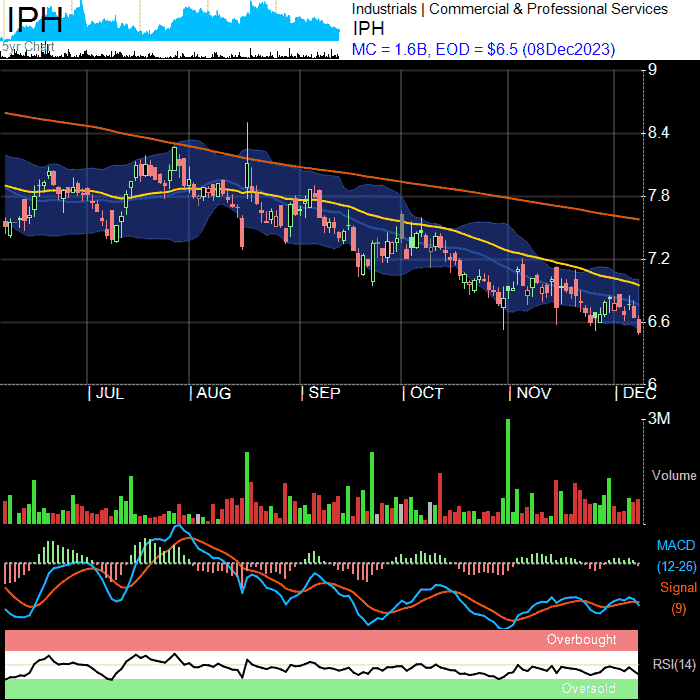 IPH
5yr Chart
Industrials | Commercial & Professional Services
IPH
MC = 1.6B, EOD = $6.5 (08Dec2023)
9
8.4
7.8
7.2
6.6
6
| JUL
| AUG
| SEP
| OCT
| NOV
| DEC
3M
Volume
MACD
(12-26)
Signal
(9)
Overbought
RSI(14)
Oversold